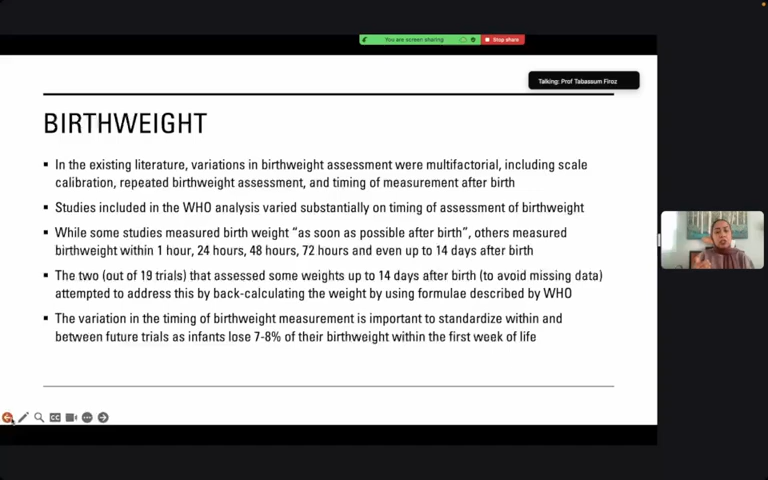 You are screen sharing
Stop share
Talking: Prof Tabassum Firoz
BIRTHWEIGHT
▪ In the existing literature, variations in birthweight assessment were multifactorial, including scale
calibration, repeated birthweight assessment, and timing of measurement after birth
▪ Studies included in the WHO analysis varied substantially on timing of assessment of birthweight
▪ While some studies measured birth weight "as soon as possible after birth", others measured
birthweight within 1 hour, 24 hours, 48 hours, 72 hours and even up to 14 days after birth
▪ The two (out of 19 trials) that assessed some weights up to 14 days after birth (to avoid missing data)
attempted to address this by back-calculating the weight by using formulae described by WHO
▪ The variation in the timing of birthweight measurement is important to standardize within and
between future trials as infants lose 7-8% of their birthweight within the first week of life
CC